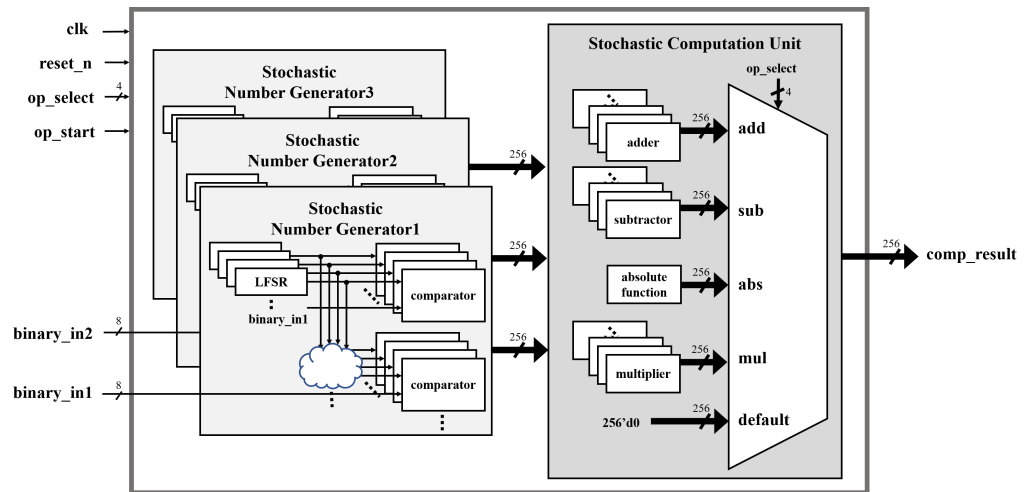 clk
reset_n
4
op_select
op_start
8
binary_in2
8
binary_in1
Stochastic
Number Generator3
Stochastic
Number Generator2
Stochastic
Number Generator1
LFSR
binary_in1
comparator
comparator
256
256
256
Stochastic Computation Unit
op_select
4
adder
256
add
subtractor
256
sub
absolute
function
256
abs
multiplier
256
mul
256'd0
256
default
256
comp_result